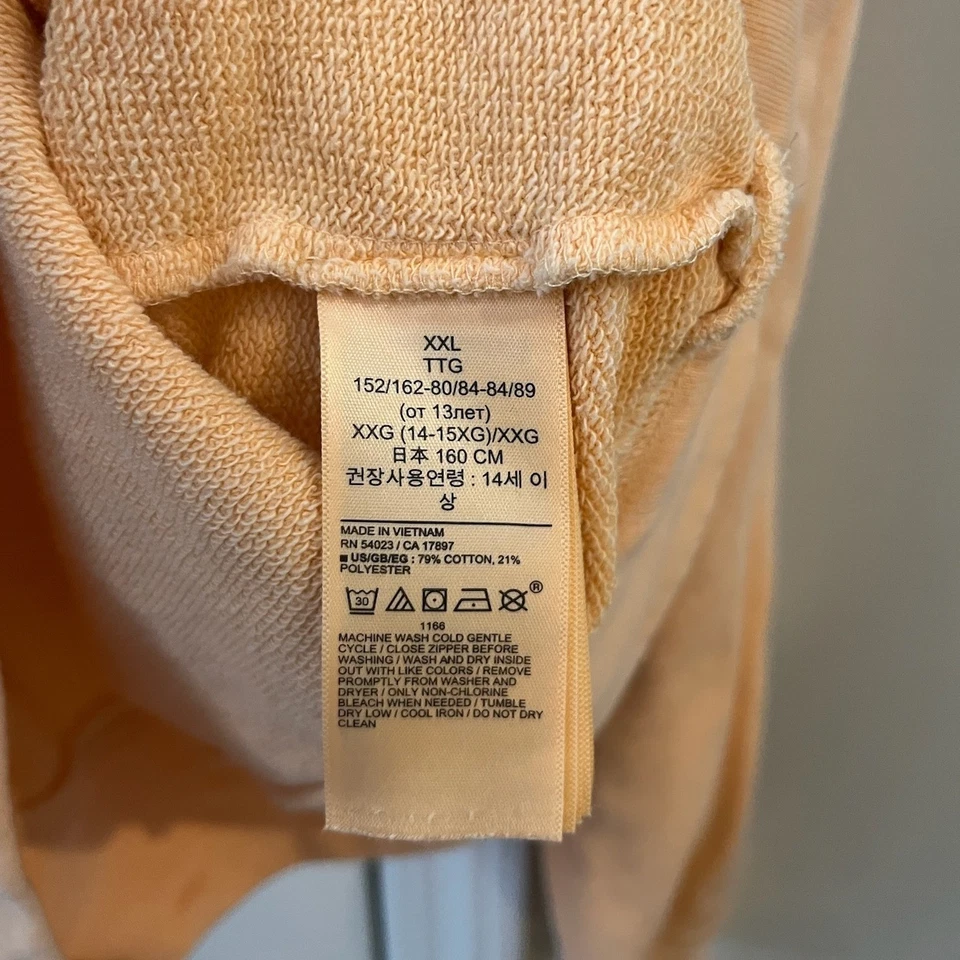 XXL
TTG
152/162-80/84-84/89
(от 13лет)
XXG (14-15XG)/XXG
日本 160 CM
권장사용연령 : 14세 이
상
MADE IN VIETNAM
RN 54023 / CA 17897
■ US/GB/EG : 79% COTTON, 21%
POLYESTER
30 ®
1166
MACHINE WASH COLD GENTLE
CYCLE / CLOSE ZIPPER BEFORE
WASHING / WASH AND DRY INSIDE
OUT WITH LIKE COLORS / REMOVE
PROMPTLY FROM WASHER AND
DRYER / ONLY NON-CHLORINE
BLEACH WHEN NEEDED / TUMBLE
DRY LOW / COOL IRON / DO NOT DRY
CLEAN